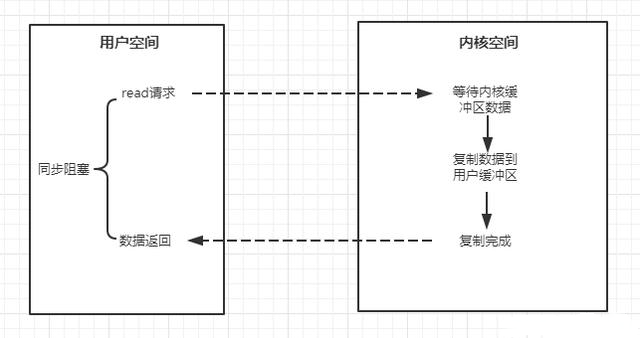 用户空间
read请求
同步阻塞
数据返回
内核空间
等待内核缓
冲区数据
复制数据到
用户缓冲区
复制完成